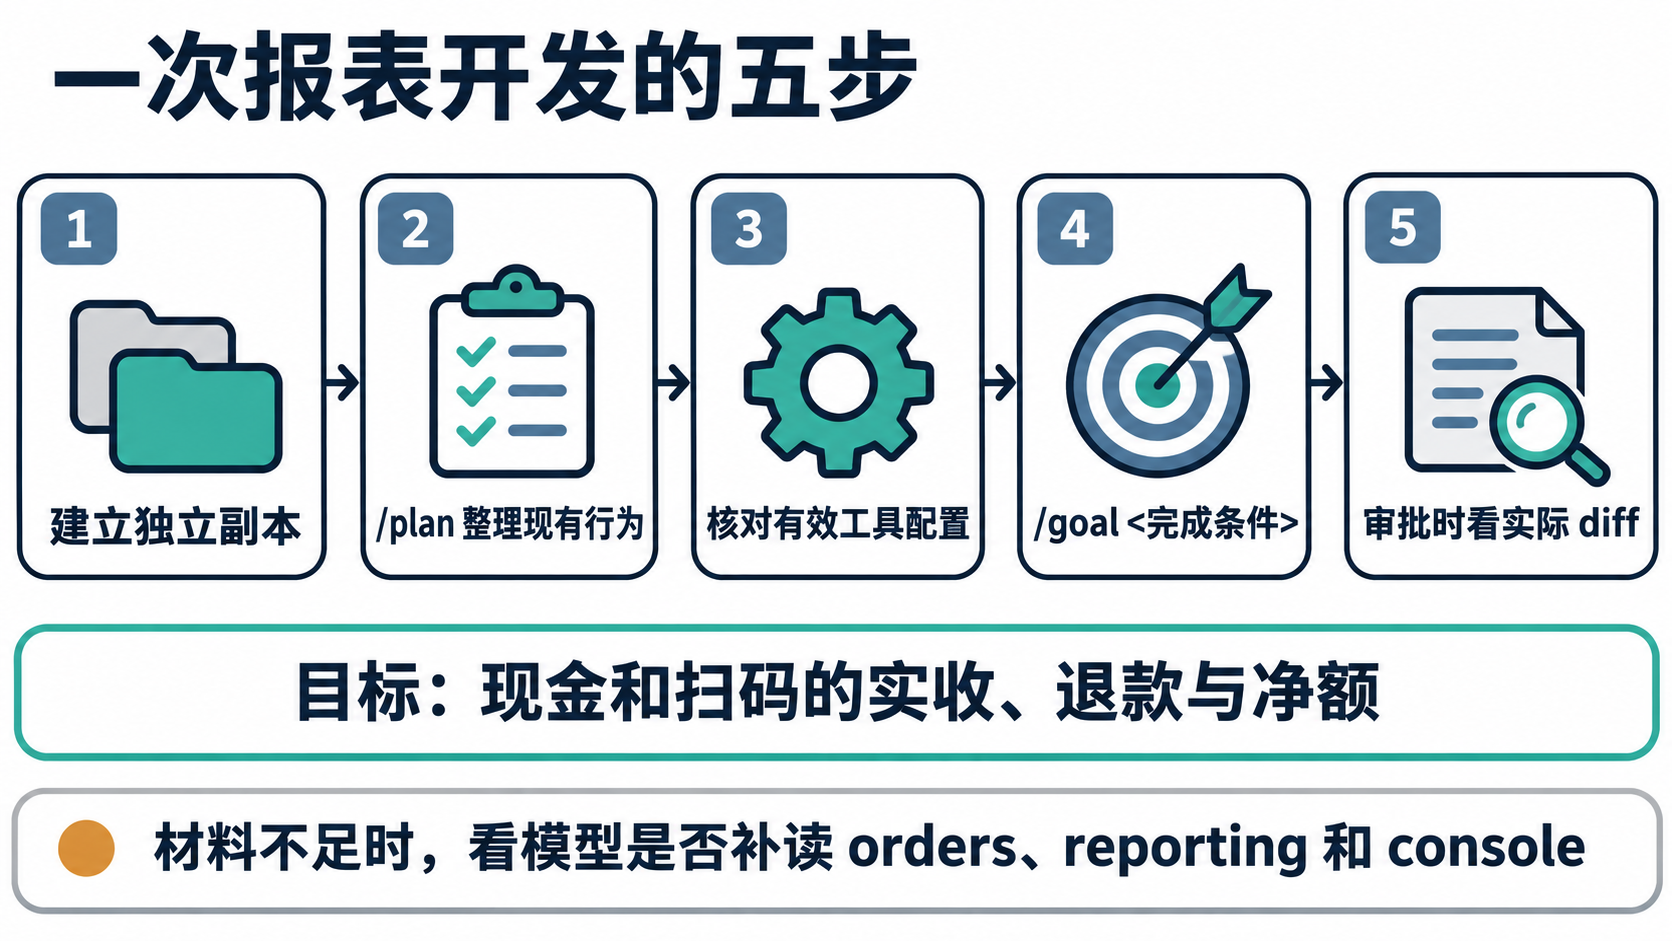 一次报表开发的五步
1
建立独立副本
2
/plan 整理现有行为
3
核对有效工具配置
4
/goal <完成条件>
5
审批时看实际 diff
目标：现金和扫码的实收、退款与净额
材料不足时，看模型是否补读 orders、reporting 和 console